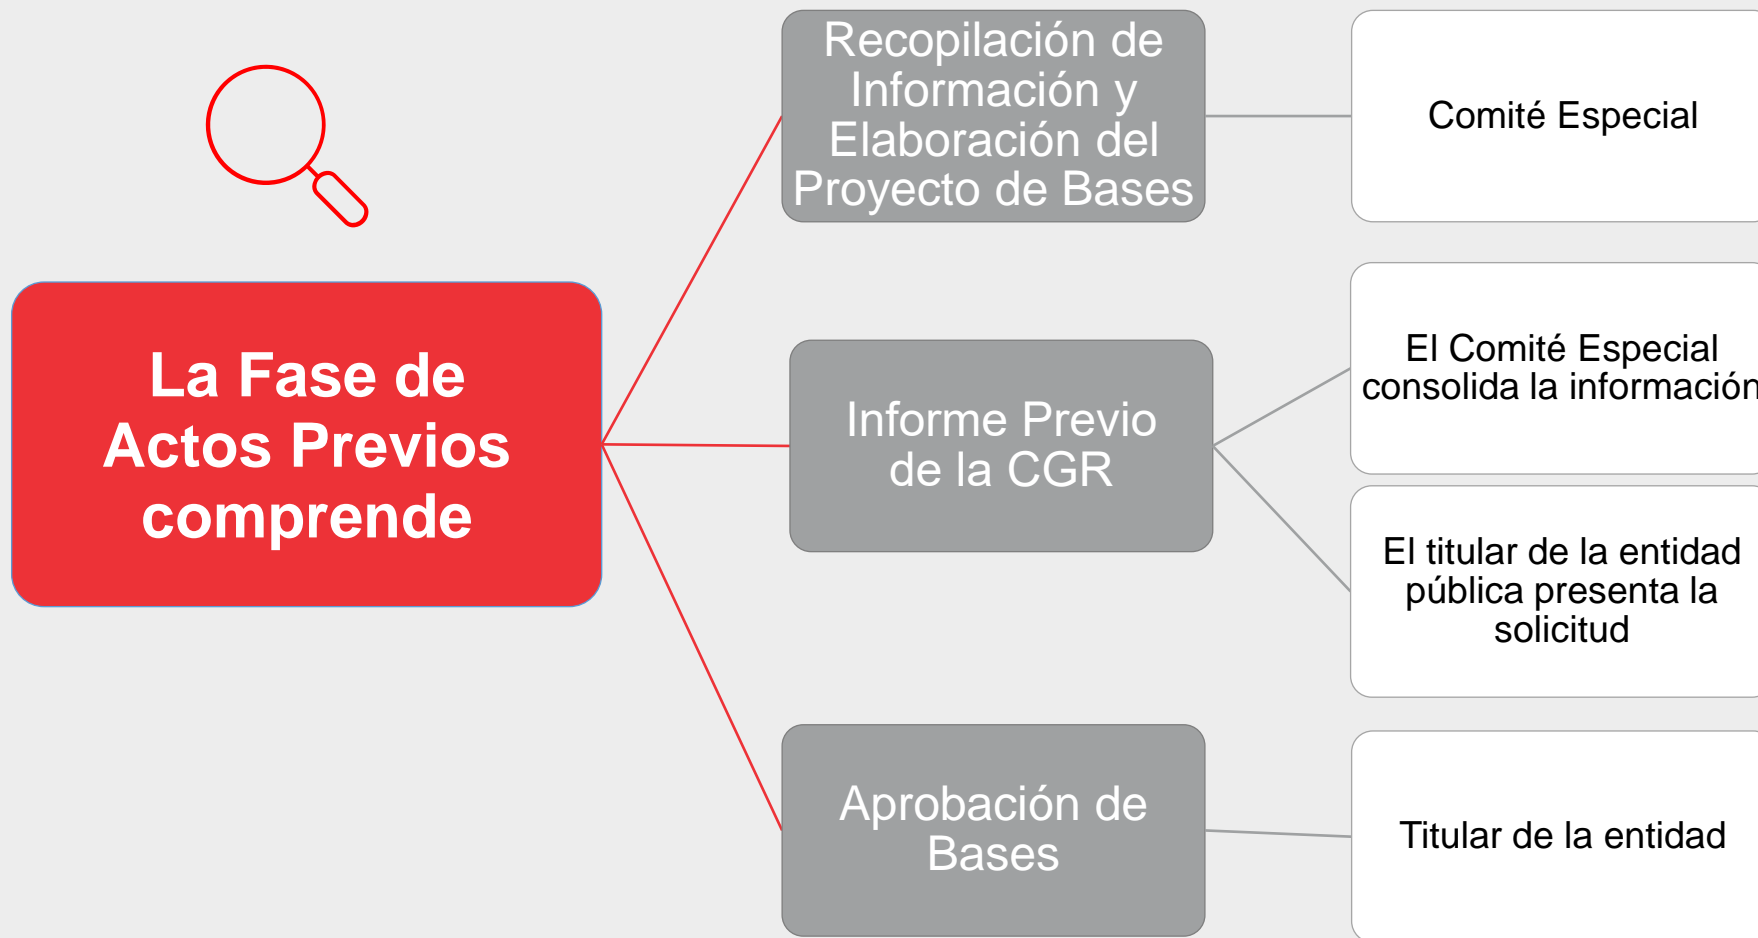 La Fase de
Actos Previos
comprende
Recopilación de
Información y
Elaboración del
Proyecto de Bases
Comité Especial
Informe Previo
de la CGR
El Comité Especial
consolida la información
El titular de la entidad
pública presenta la
solicitud
Aprobación de
Bases
Titular de la entidad